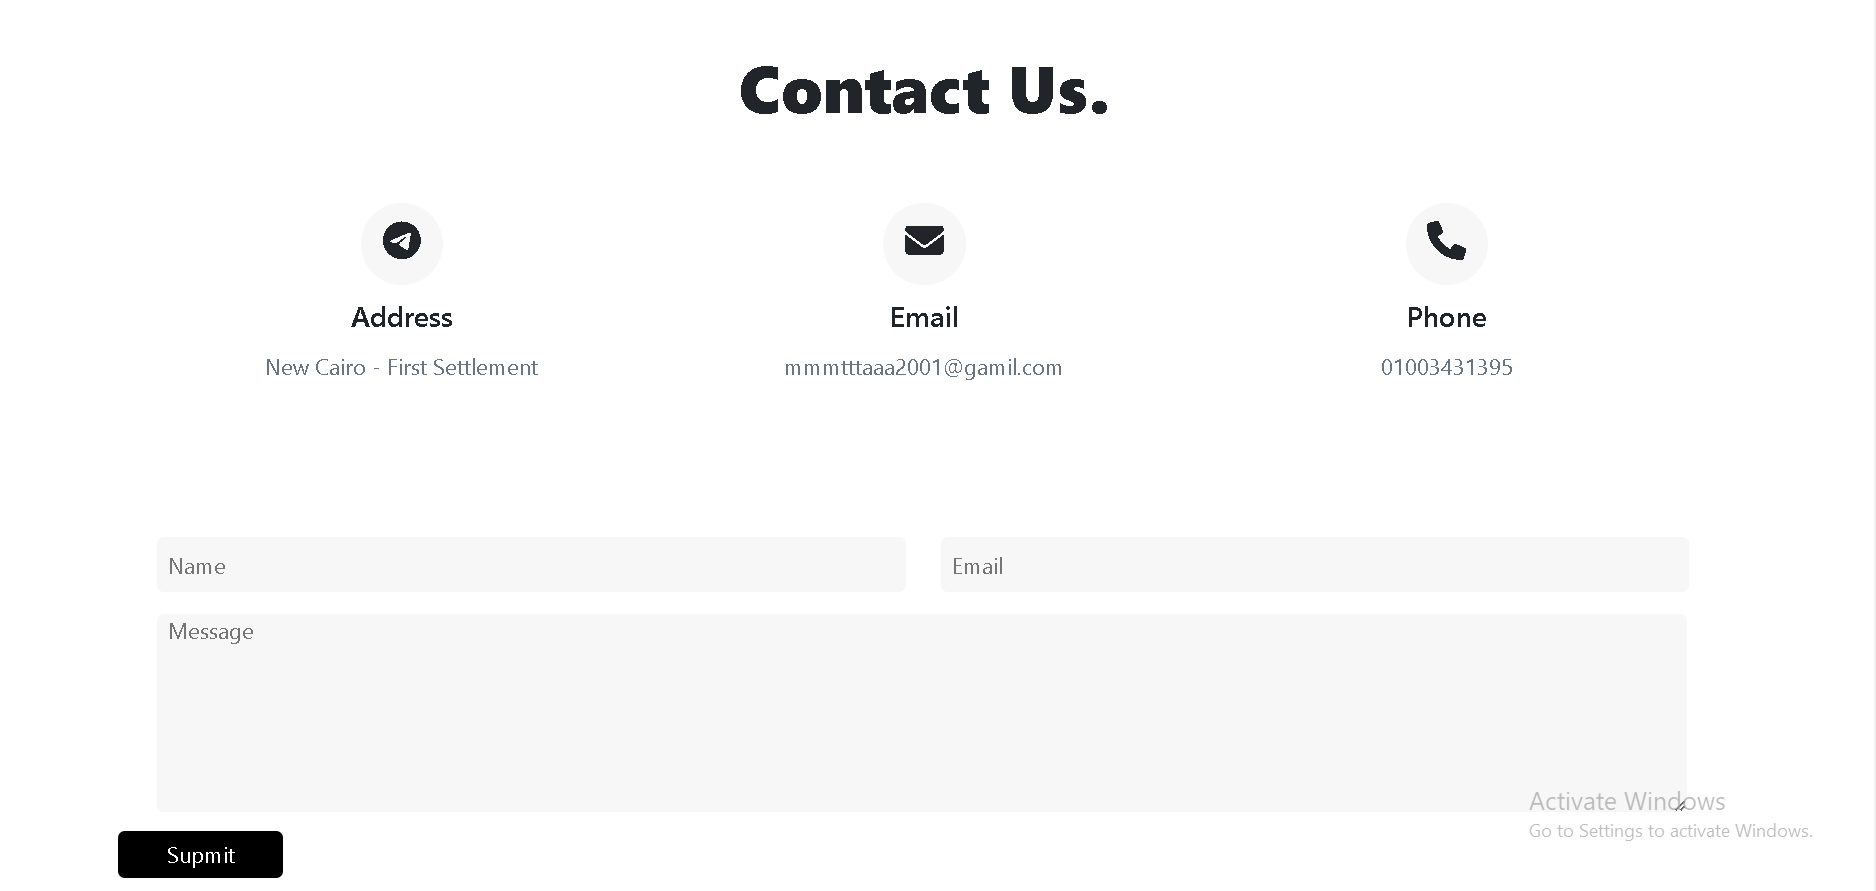 Contact Us.
Address
Email
Phone
New Cairo - First Settlement
mmmtttaaa2001@gamil.com
01003431395
Name
Email
Message
Activate Windows
Go to Settings to activate Windows.
Supmit